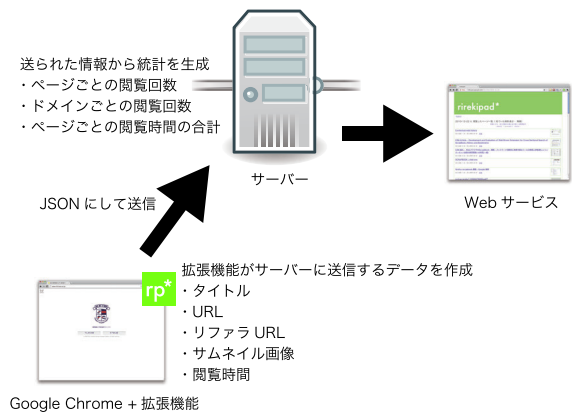 送られた情報から統計を生成
・ページごとの閲覧回数
・ドメインごとの閲覧回数
・ページごとの閲覧時間の合計
サーバー
rirekipad*
Web サービス
JSON にして送信
rp*
拡張機能がサーバーに送信するデータを作成
・タイトル
・URL
・リファラ URL
・サムネイル画像
・閲覧時間
Google Chrome + 拡張機能